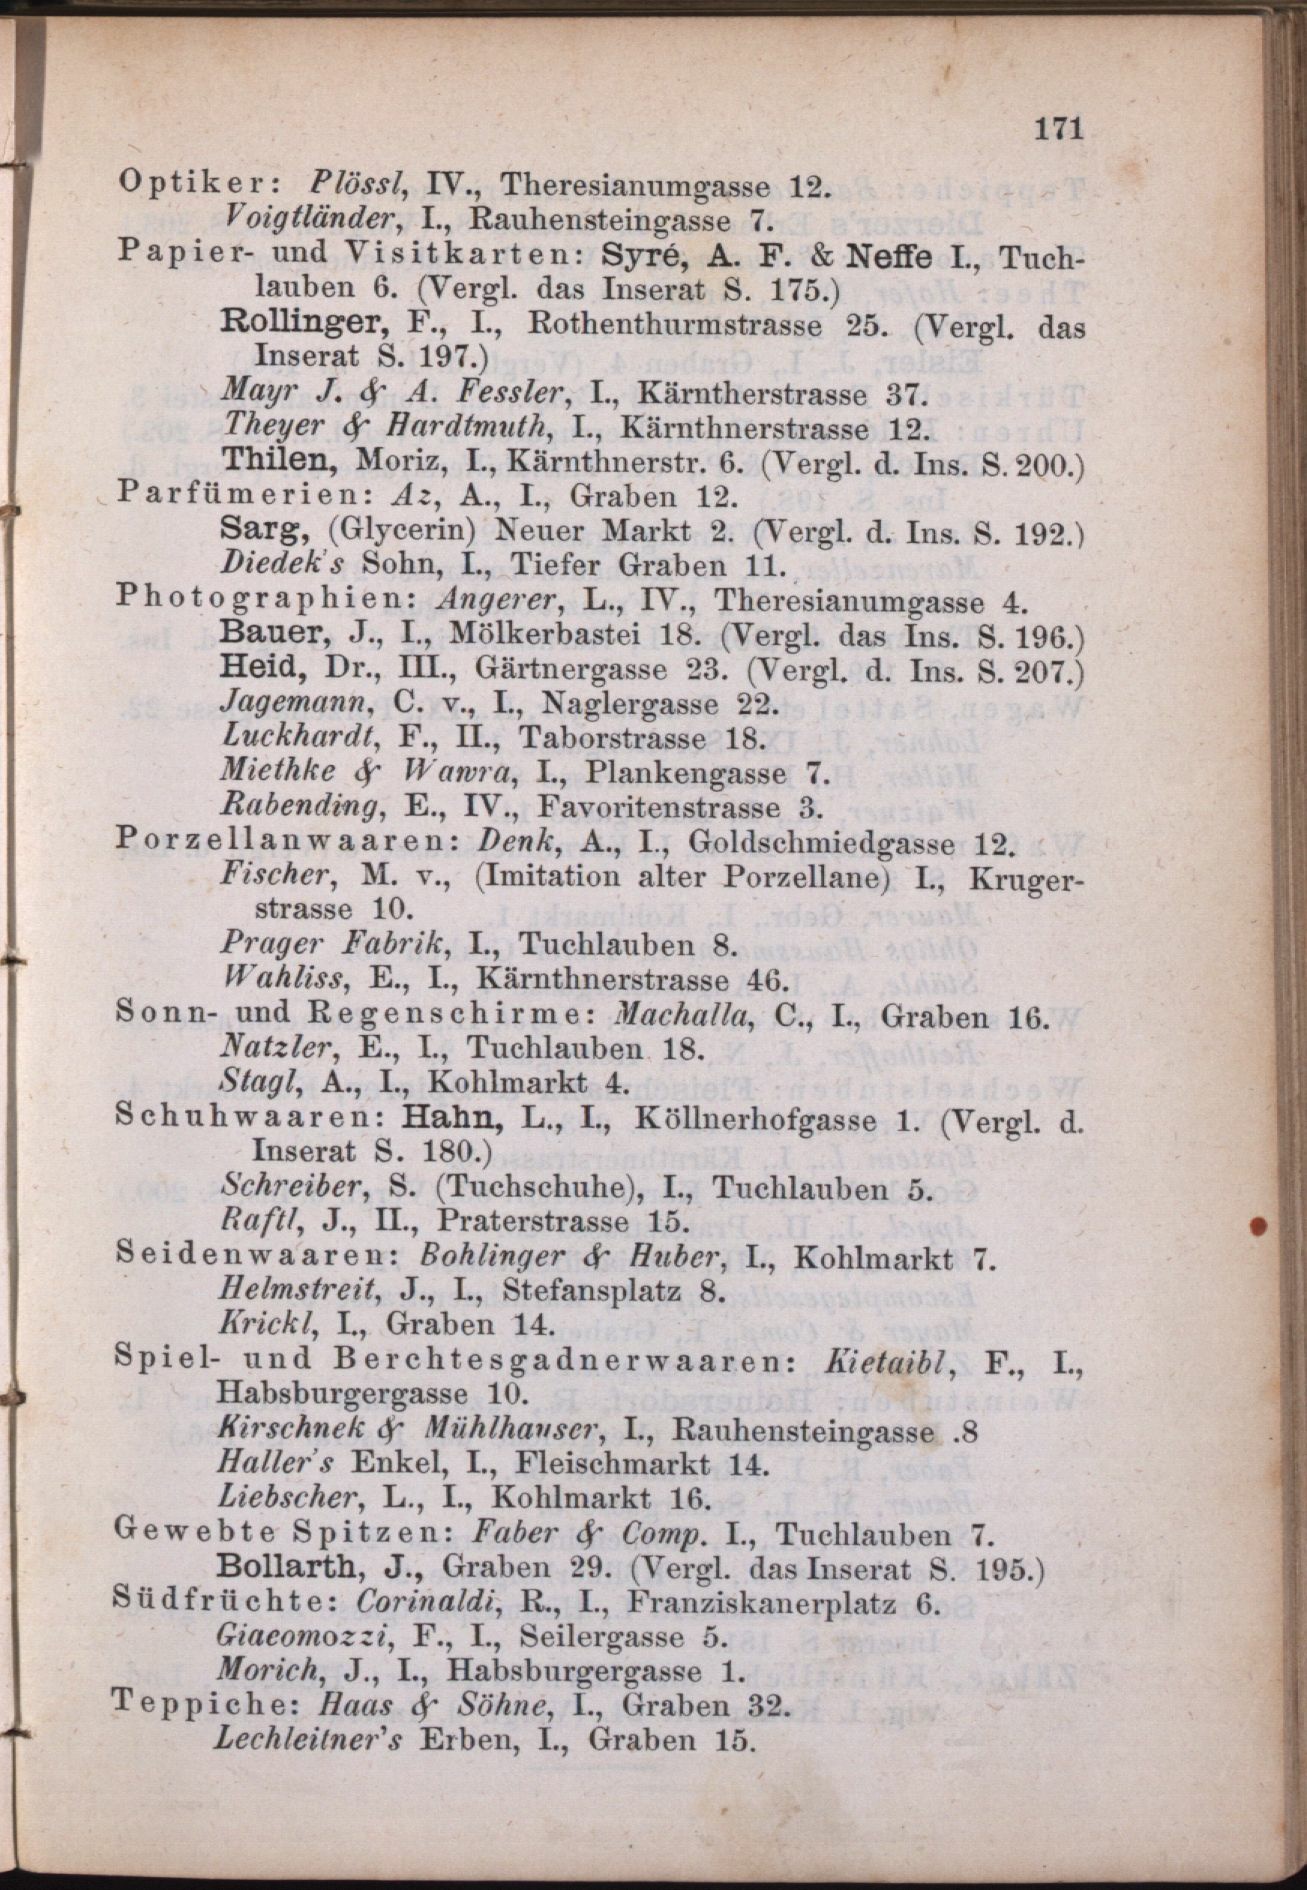 171
Optiker: Plössl, IV., Theresianumgasse 12.
Voigtländer, I., Rauhensteingasse 7.
Papier- und Visitkarten: Syré, A. F. & Neffe I., Tuch-
lauben 6. (Vergl. das Inserat S. 175.)
Rollinger, F., I., Rothenthurmstrasse 25. (Vergl. das
Inserat S. 197.)
Mayr J. & A. Fessler, I., Kärntherstrasse 37.
Theyer & Hardtmuth, I., Kärnthnerstrasse 12.
Thilen, Moriz, I., Kärnthnerstr. 6. (Vergl. d. Ins. S. 200.)
Parfümerien: Az, A., I., Graben 12.
Sarg, (Glycerin) Neuer Markt 2. (Vergl. d. Ins. S. 192.)
Diedek's Sohn, I., Tiefer Graben 11.
Photographien: Angerer, L., IV., Theresianumgasse 4.
Bauer, J., I., Mölkerbastei 18. (Vergl. das Ins. S. 196.)
Heid, Dr., III., Gärtnergasse 23. (Vergl. d. Ins. S. 207.)
Jagemann, C. v., I., Naglergasse 22.
Luckhardt, F., II., Taborstrasse 18.
Miethke & Wawra, I., Plankengasse 7.
Rabending, E., IV., Favoritenstrasse 3.
Porzellanwaaren: Denk, A., I., Goldschmiedgasse 12.
Fischer, M. v., (Imitation alter Porzellane) I., Kruger-
strasse 10.
Prager Fabrik, I., Tuchlauben 8.
Wahliss, E., I., Kärnthnerstrasse 46.
Sonn- und Regenschirme: Machalla, C., I., Graben 16.
Natzler, E., I., Tuchlauben 18.
Stagl, A., I., Kohlmarkt 4.
Schuhwaaren: Hahn, L., I., Köllnerhofgasse 1. (Vergl. d.
Inserat S. 180.)
Schreiber, S. (Tuchschuhe), I., Tuchlauben 5.
Raftl, J., II., Praterstrasse 15.
Seidenwaaren: Bohlinger & Huber, I., Kohlmarkt 7.
Helmstreit, J., I., Stefansplatz 8.
Krickl, I., Graben 14.
Spiel- und Berchtesgadnerwaaren: Kietaibl, F., I.,
Habsburgergasse 10.
Kirschnek & Mühlhauser, I., Rauhensteingasse .8
Haller's Enkel, I., Fleischmarkt 14.
Liebscher, L., I., Kohlmarkt 16.
Gewebte Spitzen: Faber & Comp. I., Tuchlauben 7.
Bollarth, J., Graben 29. (Vergl. das Inserat S. 195.)
Südfrüchte: Corinaldi, R., I., Franziskanerplatz 6.
Giacomozzi, F., I., Seilergasse 5.
Morich, J., I., Habsburgergasse 1.
Teppiche: Haas & Söhne, I., Graben 32.
Lechleitner's Erben, I., Graben 15.